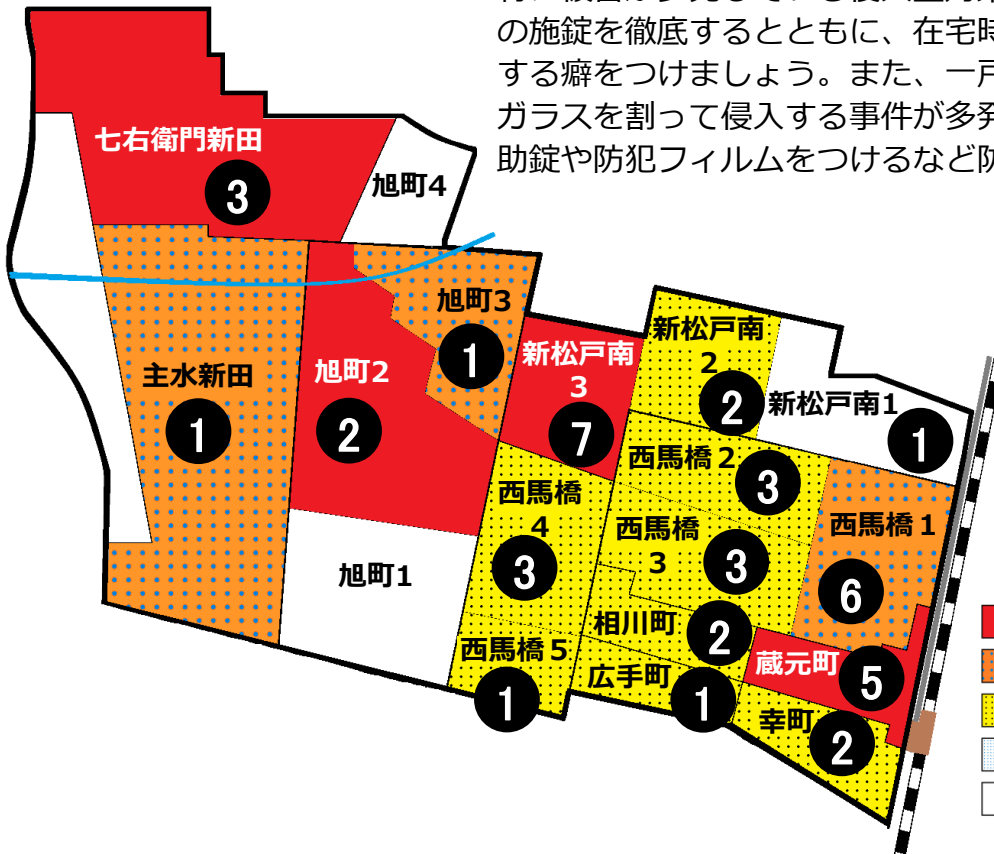 の施錠を徹底するとともに、在宅時
する癖をつけましょう。また、一戸
ガラスを割って侵入する事件が多発
助錠や防犯フィルムをつけるなど防
七右衛門新田
3
旭町4
旭町3
1
主水新田
1
旭町2
2
新松戸南
3
7
新松戸南
2
2
新松戸南1
1
西馬橋2
3
西馬橋1
6
西馬橋
4
3
西馬橋
3
3
旭町1
相川町
2
西馬橋5
1
広手町
1
蔵元町
5
幸町
2